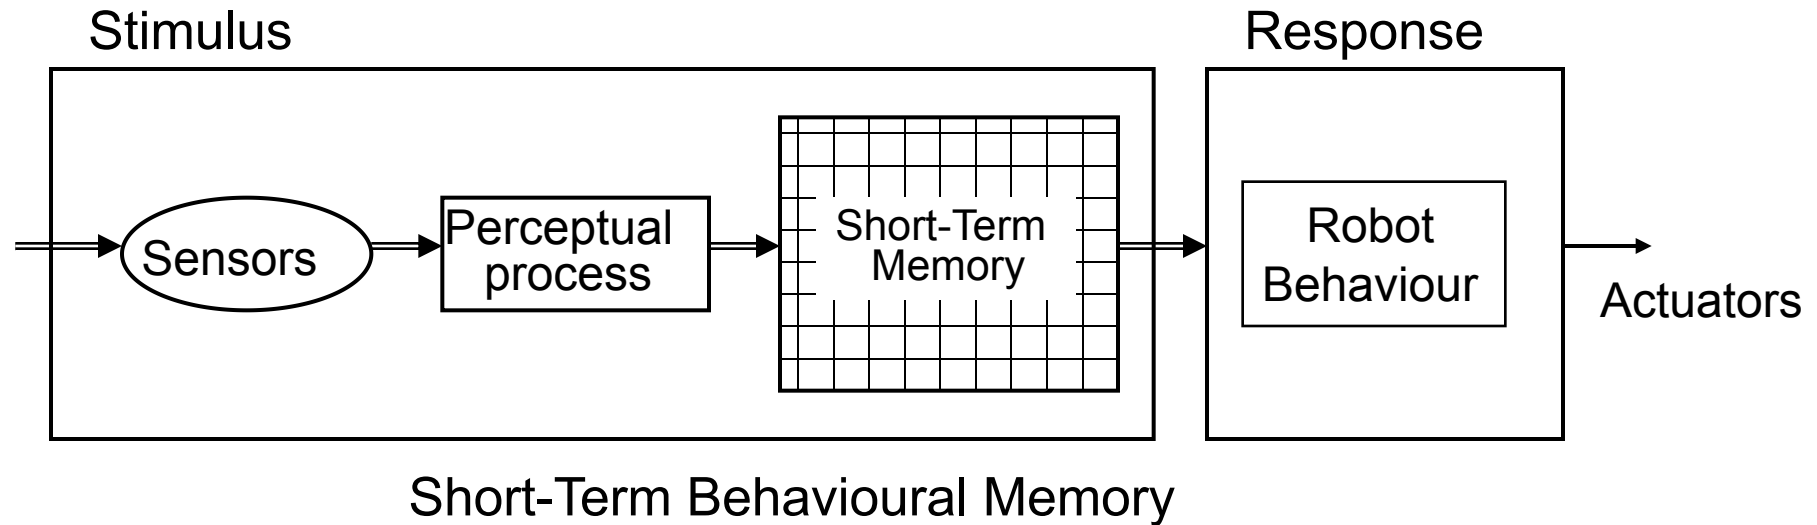 Stimulus
Response
Sensors
Perceptual
process
Short-Term
Memory
Robot
Behaviour
Actuators
Short-Term Behavioural Memory